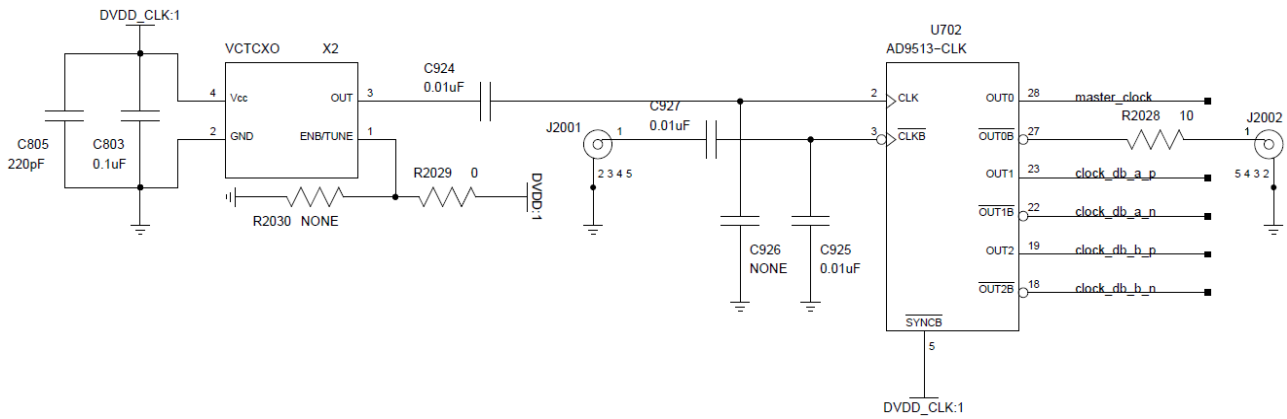 DVDD_CLK:1
VCTCXO X2
4 Vcc OUT 3
2 GND ENB/TUNE 1
C805
220pF
C803
0.1uF
C924
0.01uF
R2029 0
R2030 NONE
DVDD:1
J2001 1
2 3 4 5
C927
0.01uF
C926
NONE
C925
0.01uF
U702
AD9513-CLK
2 CLK OUT0 28 master_clock
3 CLKB OUT0B 27
R2028 10
1 J2002
5 4 3 2
OUT1 23 clock_db_a_p
OUT1B 22 clock_db_a_n
OUT2 19 clock_db_b_p
OUT2B 18 clock_db_b_n
SYNCB
5
DVDD_CLK:1